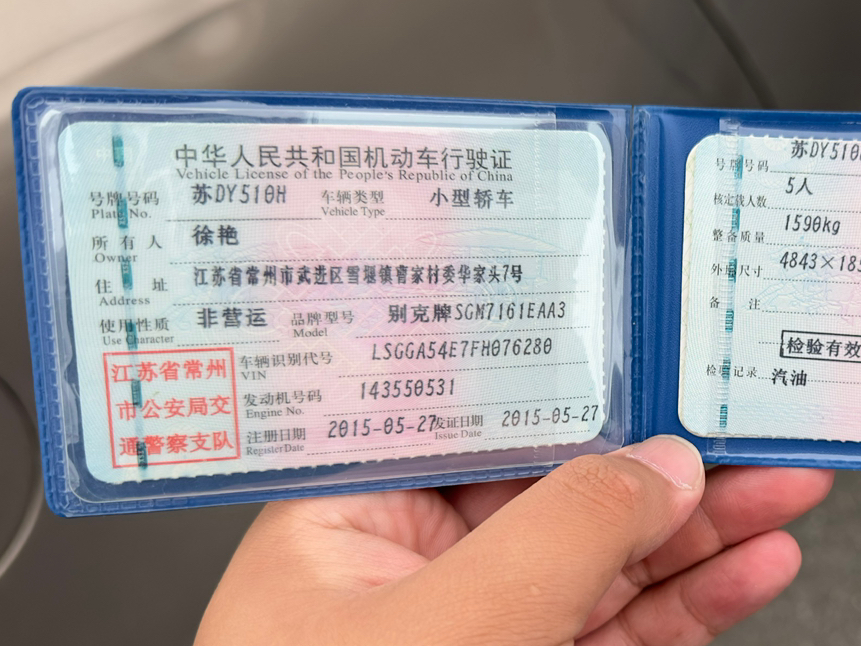 中华人民共和国机动车行驶证
Vehicle License of the People's Republic of China
号牌号码 苏DY510H 车辆类型 小型轿车
Plate No. Vehicle Type
所有人 徐艳
Owner
住址 江苏省常州市武进区雪堰镇曹家村委华家头7号
Address
使用性质 非营运 品牌型号 别克牌SGM7161EAA3
Use Character Model
车辆识别代号 LSGGA54E7FH076280
VIN
发动机号码 143550531
Engine No.
注册日期 2015-05-27 发证日期 2015-05-27
Register Date Issue Date
江苏省常州
市公安局交
通警察支队
号牌号码 苏DY510
核定载人数 5人
整备质量 1590kg
外廓尺寸 4843×185
备注
检验有效
检验记录 汽油